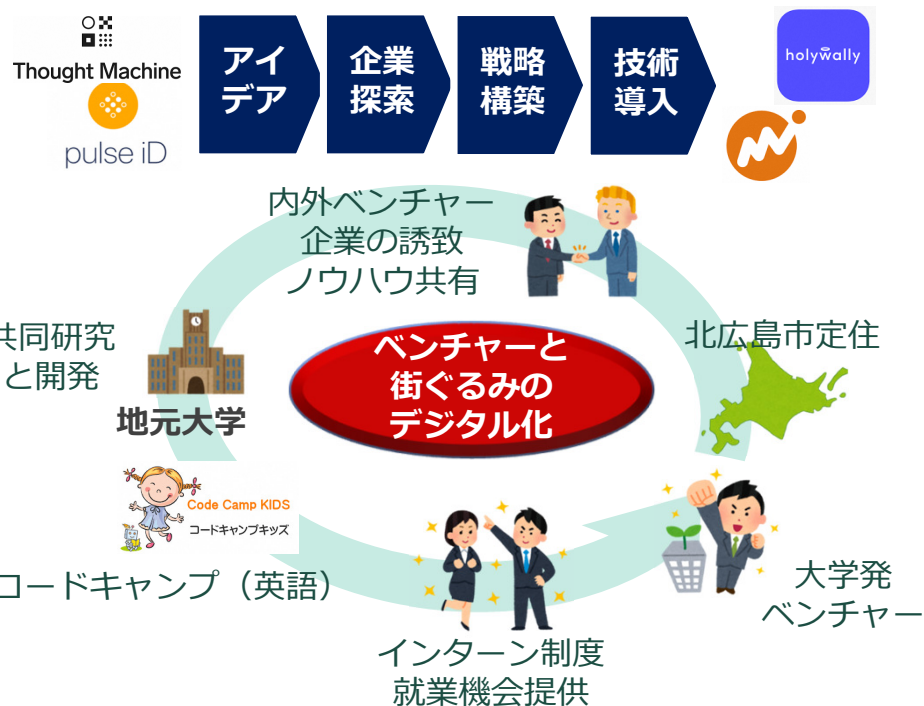 Thought Machine
pulse iD
アイ
デア
企業
探索
戦略
構築
技術
導入
holywally
内外ベンチャー
企業の誘致
ノウハウ共有
共同研究
と開発
地元大学
ベンチャーと
街ぐるみの
デジタル化
北広島市定住
Code Camp KIDS
コードキャンプキッズ
コードキャンプ（英語）
インターン制度
就業機会提供
大学発
ベンチャー